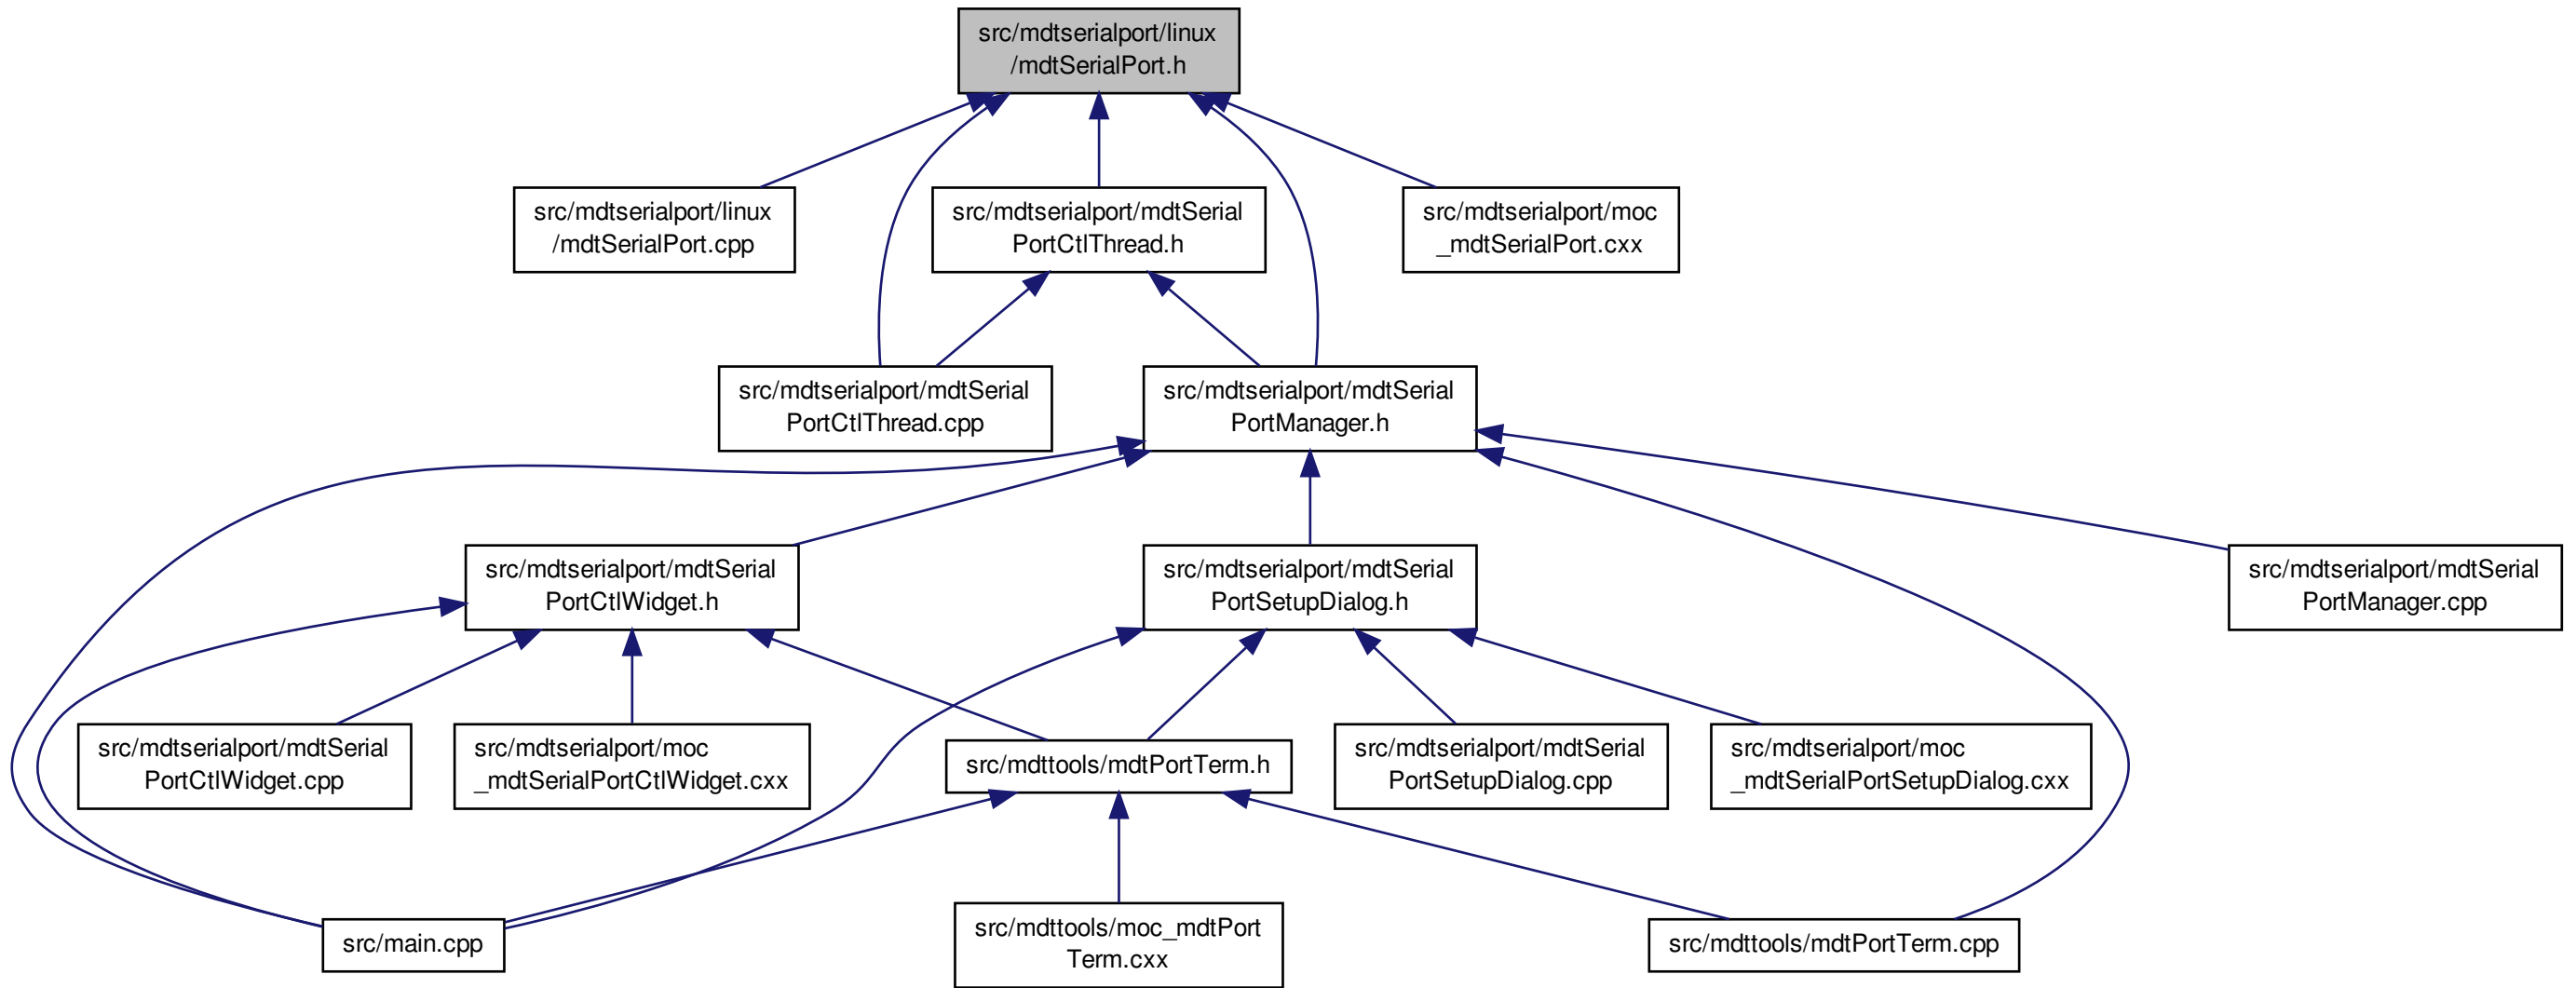 src/mdtserialport/linux
/mdtSerialPort.h
src/mdtserialport/linux
/mdtSerialPort.cpp
src/mdtserialport/mdtSerial
PortCtlThread.h
src/mdtserialport/moc
_mdtSerialPort.cxx
src/mdtserialport/mdtSerial
PortCtlThread.cpp
src/mdtserialport/mdtSerial
PortManager.h
src/mdtserialport/mdtSerial
PortCtlWidget.h
src/mdtserialport/mdtSerial
PortSetupDialog.h
src/mdtserialport/mdtSerial
PortManager.cpp
src/mdtserialport/mdtSerial
PortCtlWidget.cpp
src/mdtserialport/moc
_mdtSerialPortCtlWidget.cxx
src/mdttools/mdtPortTerm.h
src/mdtserialport/mdtSerial
PortSetupDialog.cpp
src/mdtserialport/moc
_mdtSerialPortSetupDialog.cxx
src/main.cpp
src/mdttools/moc_mdtPort
Term.cxx
src/mdttools/mdtPortTerm.cpp